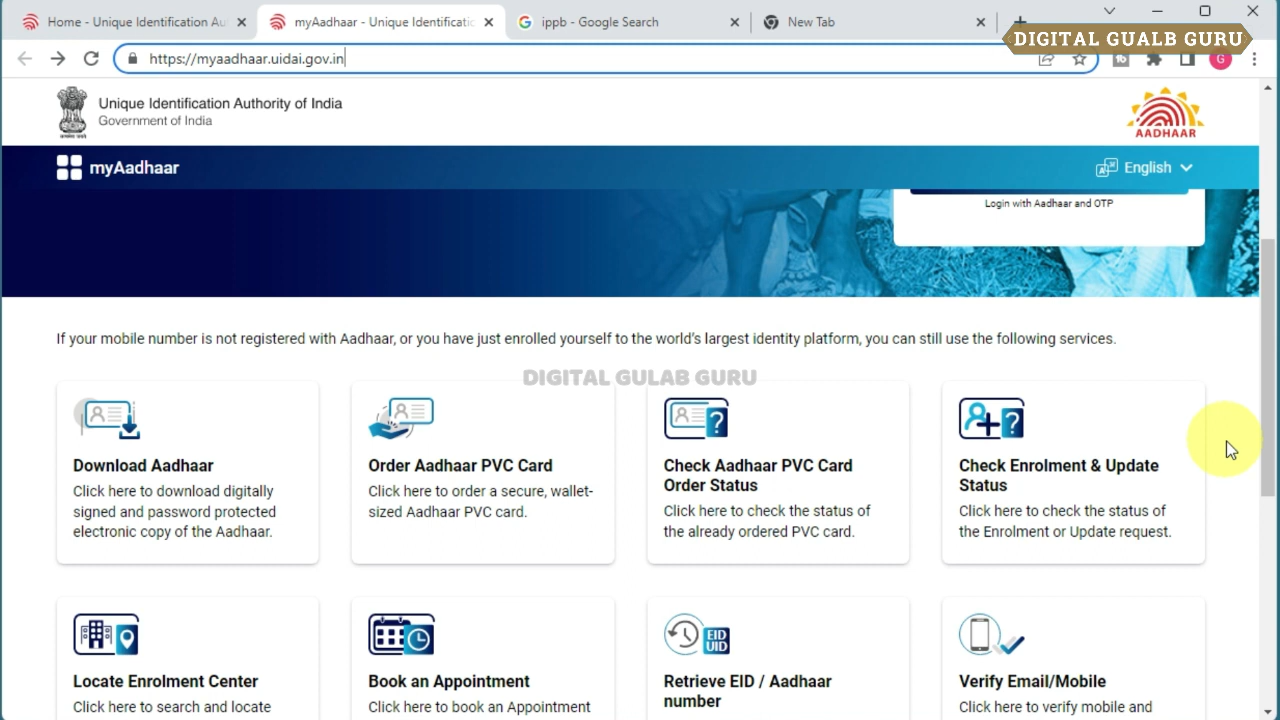 Home - Unique Identification Au
myAadhaar - Unique Identificatic
ippb - Google Search
New Tab
DIGITAL GUALB GURU
https://myaadhaar.uidai.gov.in
G
Unique Identification Authority of India
Government of India
AADHAAR
myAadhaar
English
Login with Aadhaar and OTP
If your mobile number is not registered with Aadhaar, or you have just enrolled yourself to the world's largest identity platform, you can still use the following services.
DIGITAL GULAB GURU
Download Aadhaar
Click here to download digitally
signed and password protected
electronic copy of the Aadhaar.
Order Aadhaar PVC Card
Click here to order a secure, wallet-
sized Aadhaar PVC card.
Check Aadhaar PVC Card
Order Status
Click here to check the status of
the already ordered PVC card.
Check Enrolment & Update
Status
Click here to check the status of
the Enrolment or Update request.
Locate Enrolment Center
Click here to search and locate
Book an Appointment
Click here to book an Appointment
EID
UID
Retrieve EID / Aadhaar
number
Verify Email/Mobile
Click here to verify mobile and